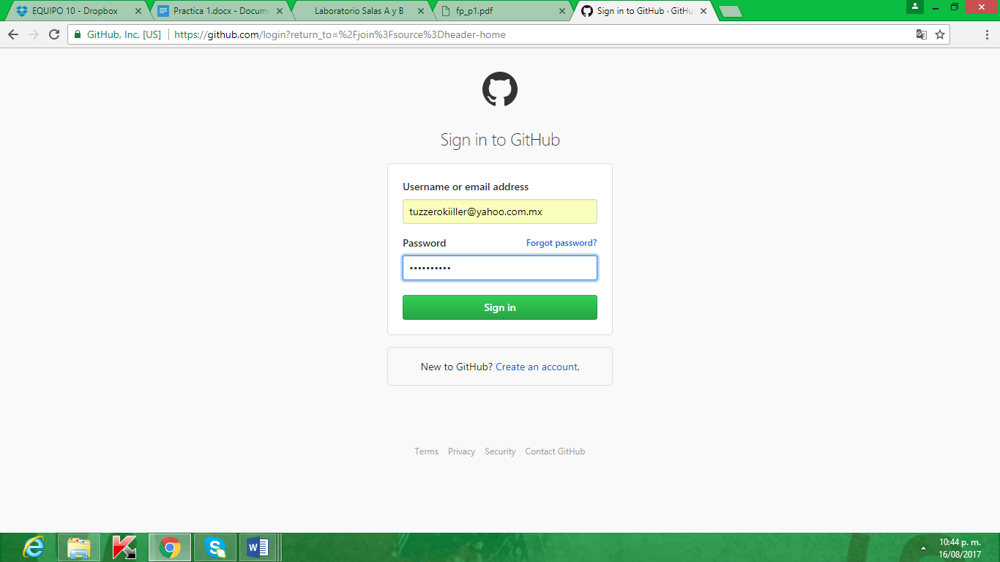 EQUIPO 10 - Dropbox
Practica 1.docx - Docume
Laboratorio Salas A y B
fp_p1.pdf
Sign in to GitHub · GitHu
GitHub, Inc. [US]
https://github.com/login?return_to=%2Fjoin%3Fsource%3Dheader-home
Sign in to GitHub
Username or email address
tuzzerokiiller@yahoo.com.mx
Password
Forgot password?
••••••••••
Sign in
New to GitHub? Create an account.
Terms Privacy Security Contact GitHub
10:44 p. m.
16/08/2017